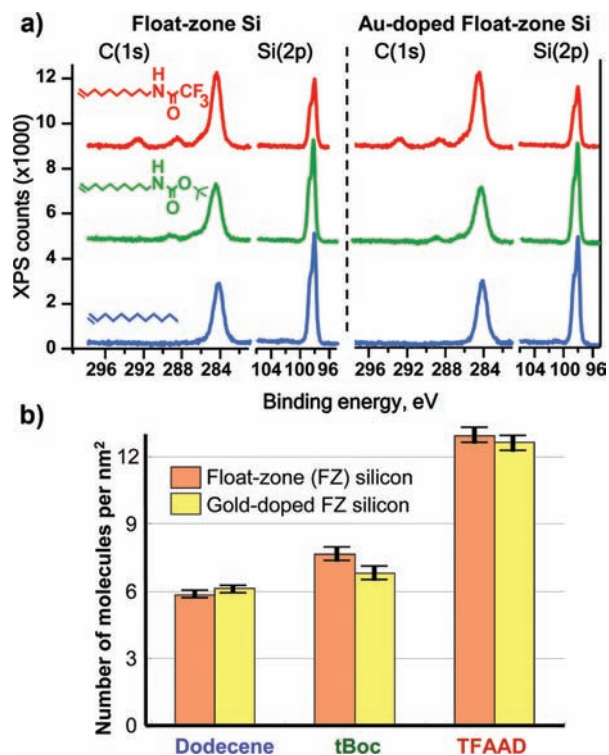 a)
Float-zone Si
Au-doped Float-zone Si
C(1s)
Si(2p)
C(1s)
Si(2p)
XPS counts (x1000)
12
10
8
6
4
2
0
H
N
CF3
O
H
N
O
O
296 292 288 284
104 100 96
296 292 288 284
104 100 96
Binding energy, eV
b)
Number of molecules per nm²
12
9
6
3
0
Float-zone (FZ) silicon
Gold-doped FZ silicon
Dodecene
tBoc
TFAAD